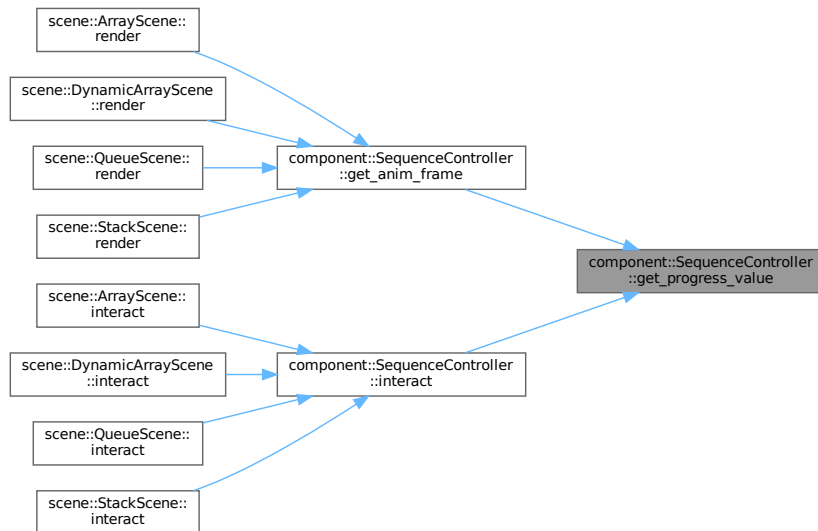 scene::ArrayScene::
render
scene::DynamicArrayScene
::render
scene::QueueScene::
render
scene::StackScene::
render
component::SequenceController
::get_anim_frame
component::SequenceController
::get_progress_value
scene::ArrayScene::
interact
scene::DynamicArrayScene
::interact
scene::QueueScene::
interact
scene::StackScene::
interact
component::SequenceController
::interact